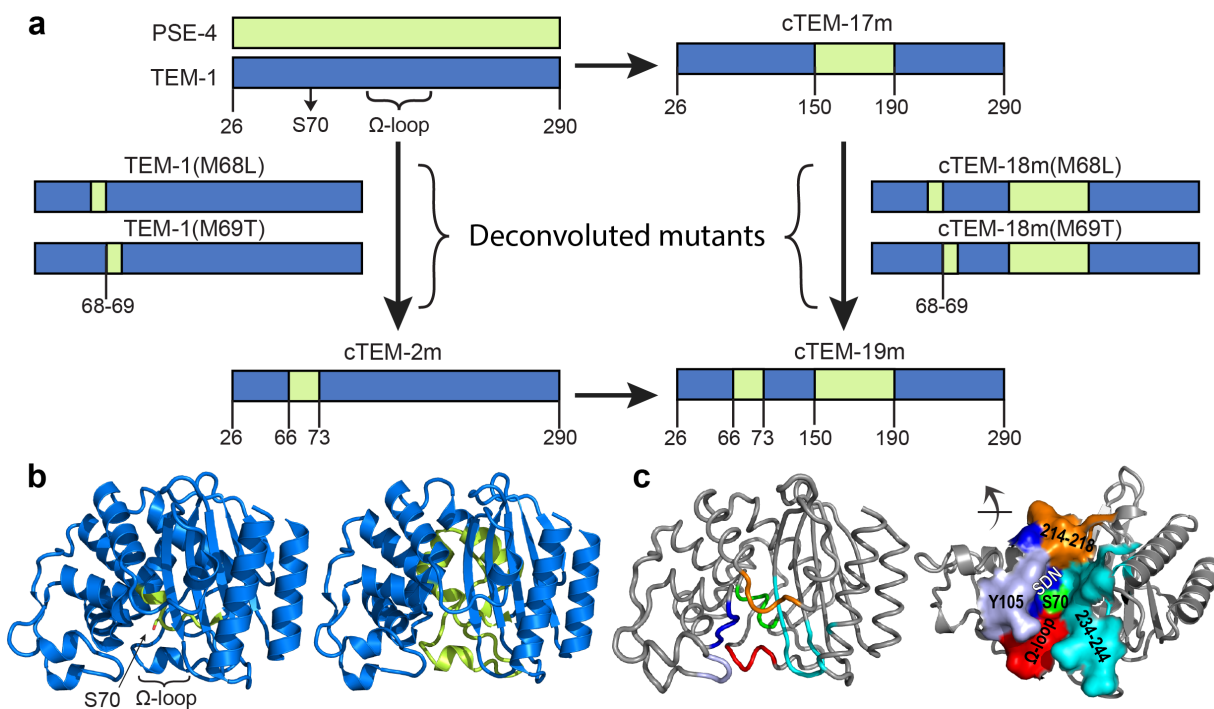 a
PSE-4
TEM-1
26
S70
Ω-loop
290
cTEM-17m
26
150
190
290
TEM-1(M68L)
TEM-1(M69T)
68-69
Deconvoluted mutants
cTEM-18m(M68L)
cTEM-18m(M69T)
68-69
cTEM-2m
26
66
73
290
cTEM-19m
26
66
73
150
190
290
b
S70
Ω-loop
c
214-218
SDN
Y105
S70
Ω-loop
234-244